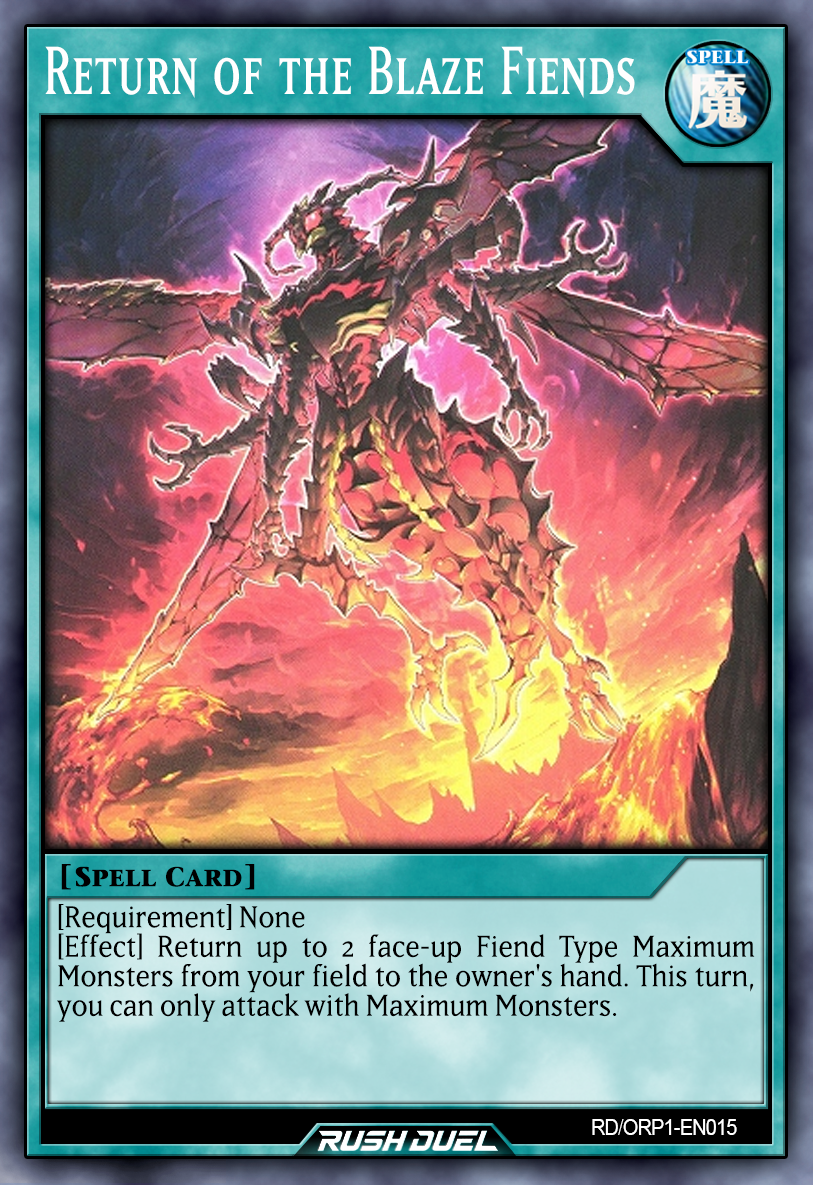 Return of the Blaze Fiends
SPELL
魔
[Spell Card]
[Requirement] None
[Effect] Return up to 2 face-up Fiend Type Maximum
Monsters from your field to the owner's hand. This turn,
you can only attack with Maximum Monsters.
RUSH DUEL
RD/ORP1-EN015